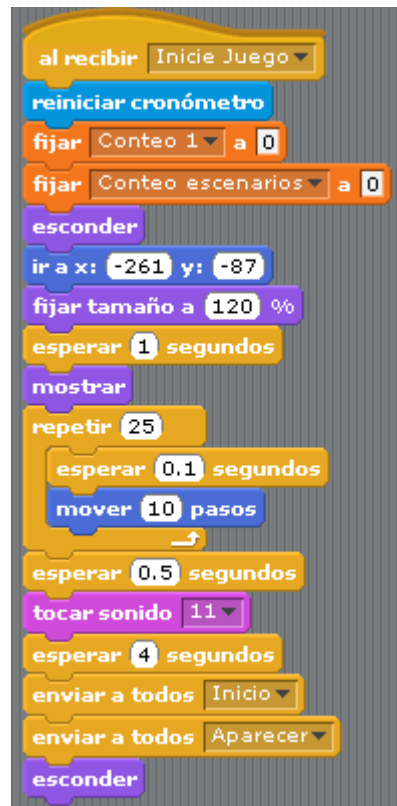 al recibir Inicie Juego
reiniciar cronómetro
fijar Conteo 1 a 0
fijar Conteo escenarios a 0
esconder
ir a x: -261 y: -87
fijar tamaño a 120 %
esperar 1 segundos
mostrar
repetir 25
esperar 0.1 segundos
mover 10 pasos
esperar 0.5 segundos
tocar sonido 11
esperar 4 segundos
enviar a todos Inicio
enviar a todos Aparecer
esconder